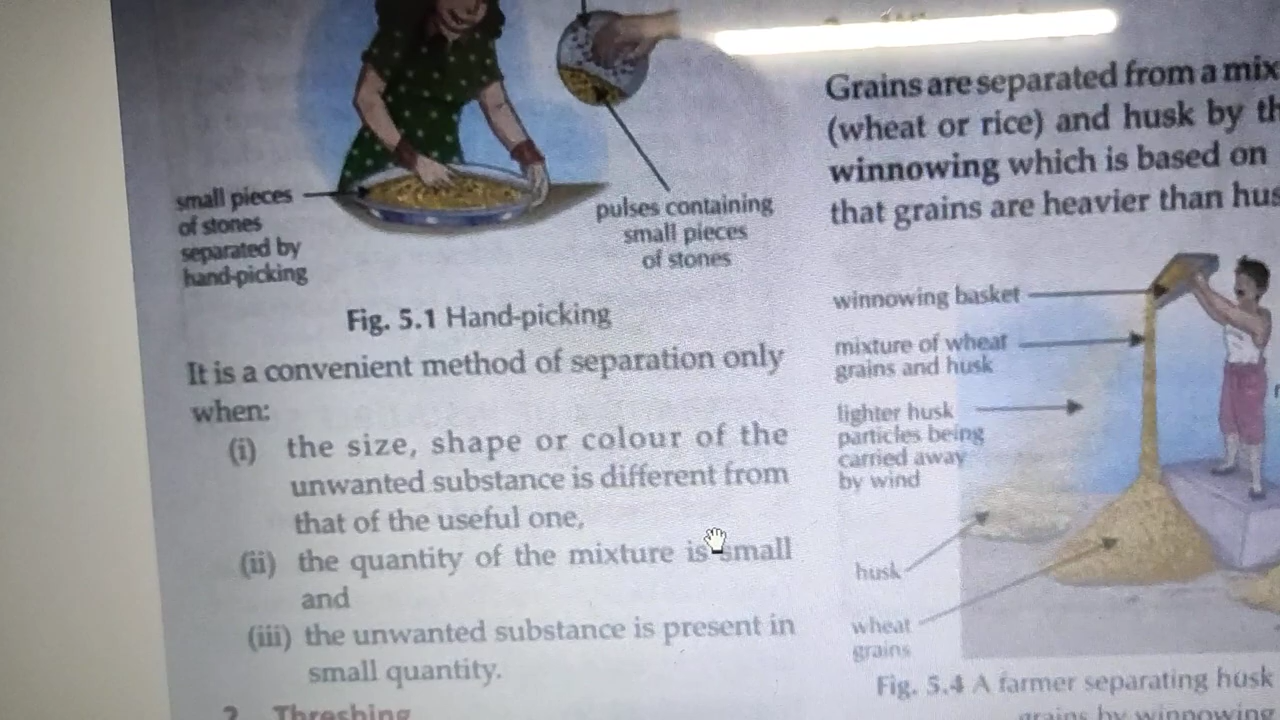 small pieces
of stones
separated by
hand-picking
pulses containing
small pieces
of stones
Fig. 5.1 Hand-picking
It is a convenient method of separation only
when:
(i) the size, shape or colour of the
unwanted substance is different from
that of the useful one,
(ii) the quantity of the mixture is small
and
(iii) the unwanted substance is present in
small quantity.
2 Threshing
Grains are separated from a mix
(wheat or rice) and husk by th
winnowing which is based on
that grains are heavier than hus
winnowing basket
mixture of wheat
grains and husk
lighter husk
particles being
carried away
by wind
husk
wheat
grains
Fig. 5.4 A farmer separating husk
grains by winnowing